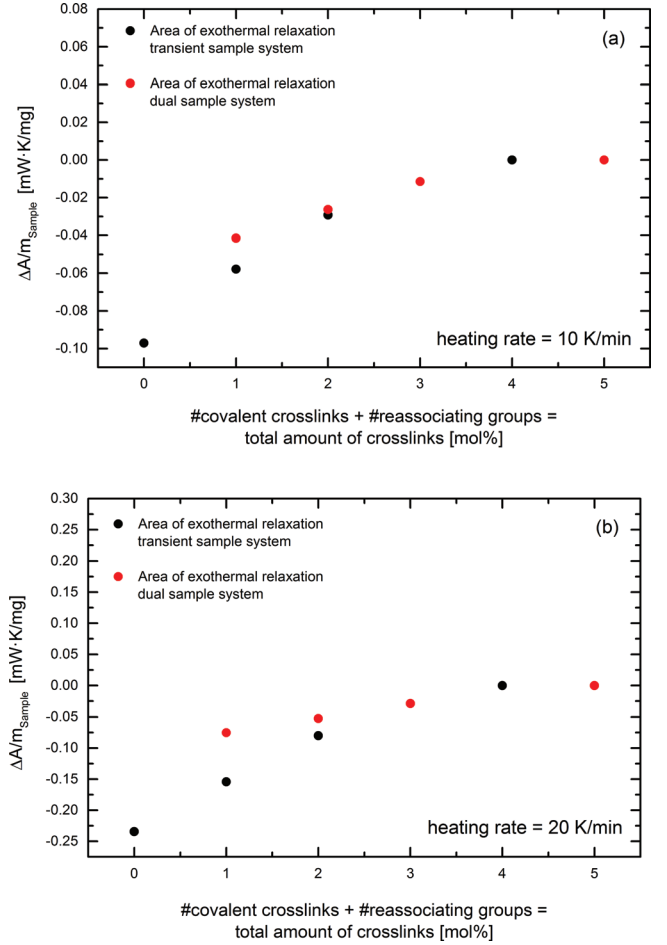 0.08
0.06
0.04
0.02
0.00
-0.02
-0.04
-0.06
-0.08
-0.10
ΔA/mSample [mW·K/mg]
Area of exothermal relaxation
transient sample system
Area of exothermal relaxation
dual sample system
(a)
heating rate = 10 K/min
0 1 2 3 4 5
#covalent crosslinks + #reassociating groups =
total amount of crosslinks [mol%]
0.30
0.25
0.20
0.15
0.10
0.05
0.00
-0.05
-0.10
-0.15
-0.20
-0.25
ΔA/mSample [mW·K/mg]
Area of exothermal relaxation
transient sample system
Area of exothermal relaxation
dual sample system
(b)
heating rate = 20 K/min
0 1 2 3 4 5
#covalent crosslinks + #reassociating groups =
total amount of crosslinks [mol%]